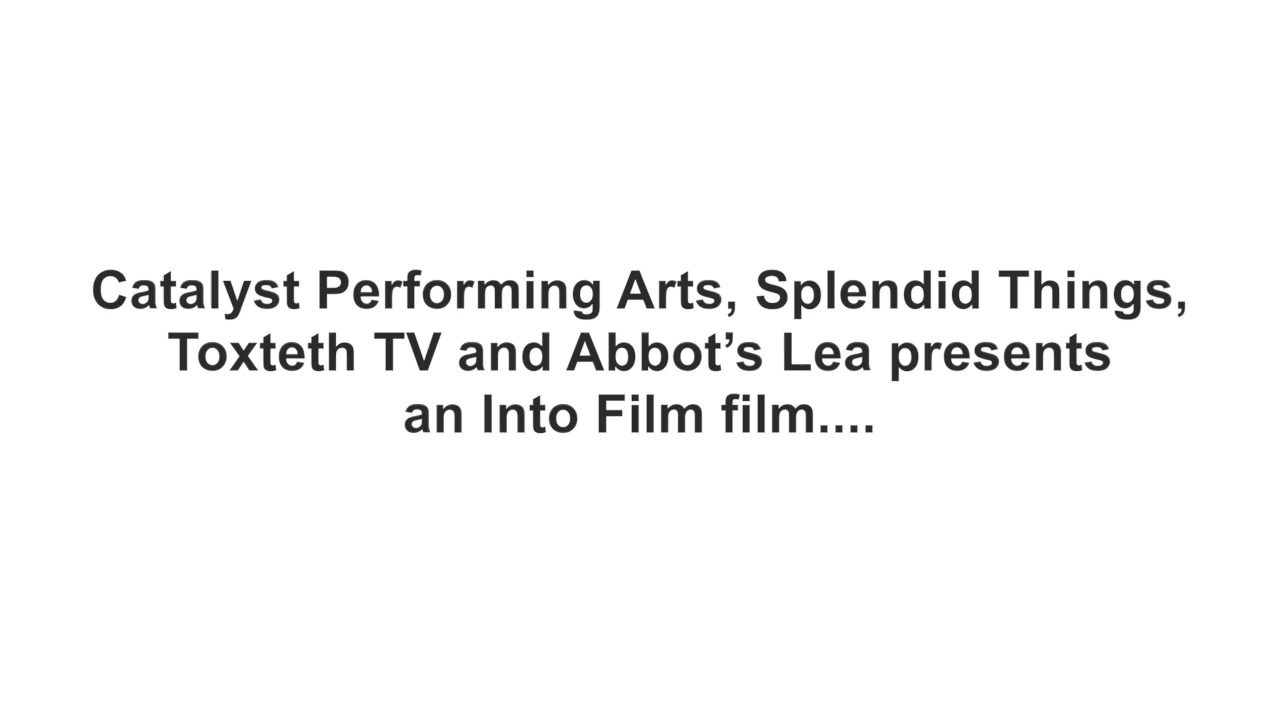 Catalyst Performing Arts, Splendid Things,
Toxteth TV and Abbot’s Lea presents
an Into Film film....